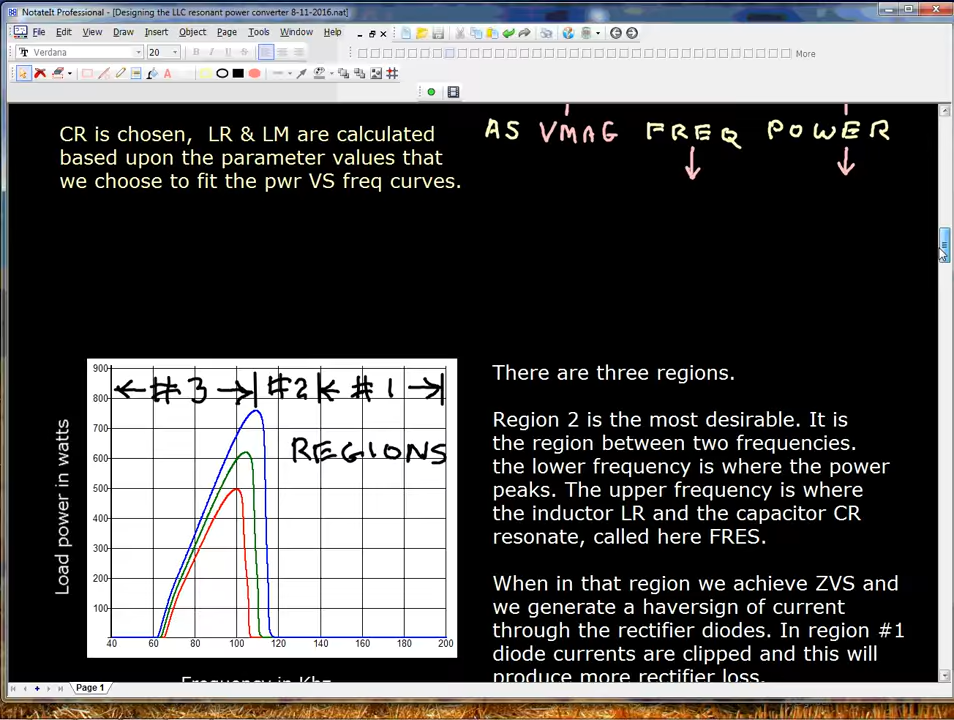 NotateIt Professional - [Designing the LLC resonant power converter 8-11-2016.nat]
File Edit View Draw Insert Object Page Tools Window Help
Verdana 20 B I U S More
CR is chosen, LR & LM are calculated
based upon the parameter values that
we choose to fit the pwr VS freq curves.
AS VMAG FREQ POWER
900
800
700
600
500
400
300
200
100
40 60 80 100 120 140 160 180 200
#3 #2 #1
REGIONS
Load power in watts
Frequency in Khz
There are three regions.
Region 2 is the most desirable. It is
the region between two frequencies.
the lower frequency is where the power
peaks. The upper frequency is where
the inductor LR and the capacitor CR
resonate, called here FRES.
When in that region we achieve ZVS and
we generate a haversign of current
through the rectifier diodes. In region #1
diode currents are clipped and this will
produce more rectifier loss.
Page 1